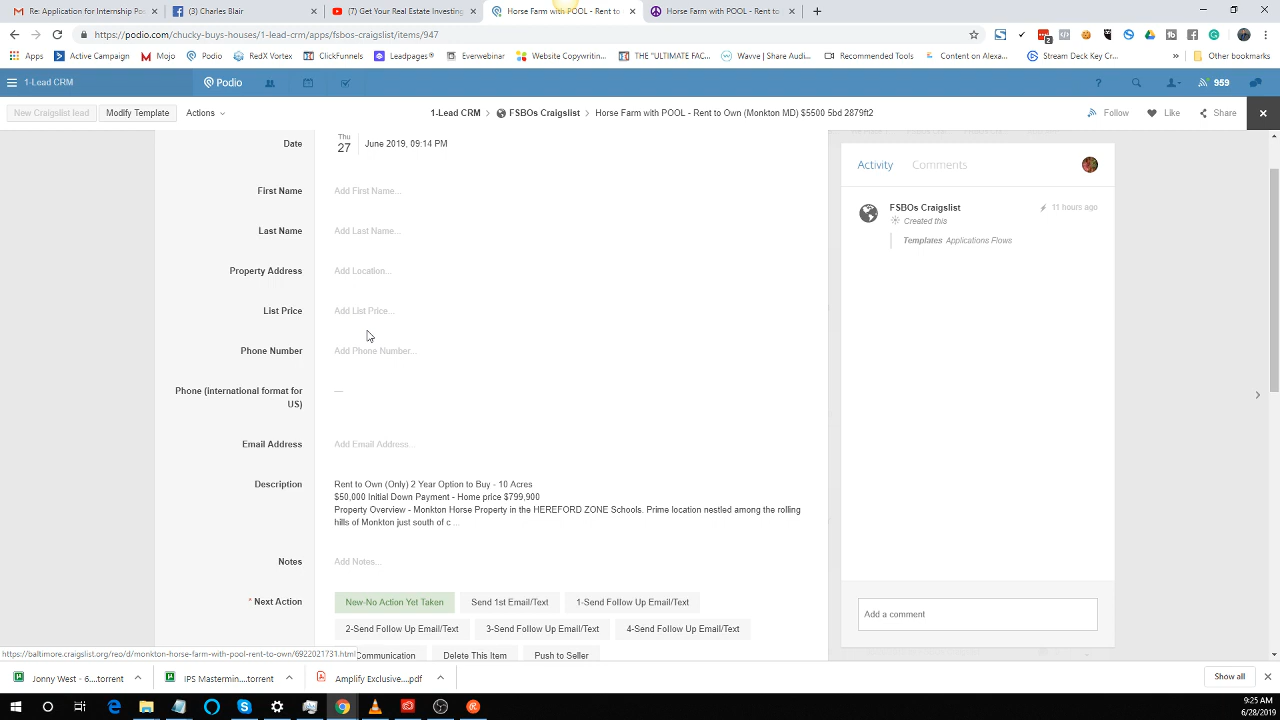 M Application for Internship Po ×
(3) Charles Blair ×
(7) Get Your Real Estate Investing ×
Horse Farm with POOL - Rent to ×
Horse Farm with POOL - Rent to ×
+
https://podio.com/chucky-buys-houses/1-lead-crm/apps/fsbos-craigslist/items/947
2
Apps
Active Campaign
Mojo
RedX Vortex
ClickFunnels
Leadpages®
Everwebinar
Website Copywritin...
THE "ULTIMATE FAC...
Wavve | Share Audi...
Recommended Tools
Content on Alexa...
Stream Deck Key Cr...
»
Other bookmarks
1-Lead CRM
Podio
?
959
New Craigslist lead
Modify Template
Actions
1-Lead CRM > FSBOs Craigslist > Horse Farm with POOL - Rent to Own (Monkton MD) $5500 5bd 2879ft2
Follow
Like
Share
Date
Thu
27
June 2019, 09:14 PM
First Name
Add First Name...
Last Name
Add Last Name...
Property Address
Add Location...
List Price
Add List Price...
Phone Number
Add Phone Number...
Phone (international format for
US)
—
Email Address
Add Email Address...
Description
Rent to Own (Only) 2 Year Option to Buy - 10 Acres
$50,000 Initial Down Payment - Home price $799,900
Property Overview - Monkton Horse Property in the HEREFORD ZONE Schools. Prime location nestled among the rolling
hills of Monkton just south of c ...
Notes
Add Notes...
* Next Action
New-No Action Yet Taken
Send 1st Email/Text
1-Send Follow Up Email/Text
2-Send Follow Up Email/Text
3-Send Follow Up Email/Text
4-Send Follow Up Email/Text
Communication
Delete This Item
Push to Seller
Activity
Comments
FSBOs Craigslist
11 hours ago
Created this
Templates Applications Flows
Add a comment
https://baltimore.craigslist.org/reo/d/monkton-horse-farm-with-pool-rent-to-own/6922021731.html
Jonny West - 6....torrent
IPS Mastermin....torrent
Amplify Exclusive....pdf
Show all
9:25 AM
6/28/2019